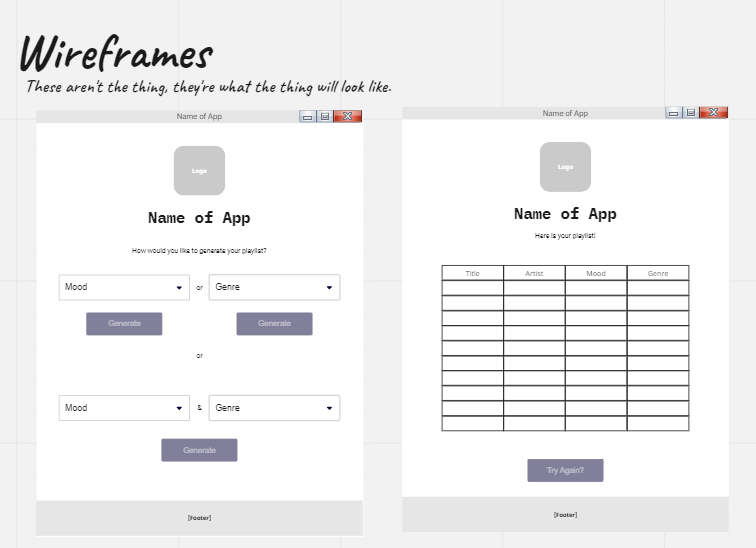 Wireframes
These aren't the thing, they're what the thing will look like.
Name of App
Logo
Name of App
How would you like to generate your playlist?
Mood or Genre
Generate Generate
or
Mood & Genre
Generate
[Footer]
Name of App
Logo
Name of App
Here is your playlist!
Title Artist Mood Genre
Try Again?
[Footer]